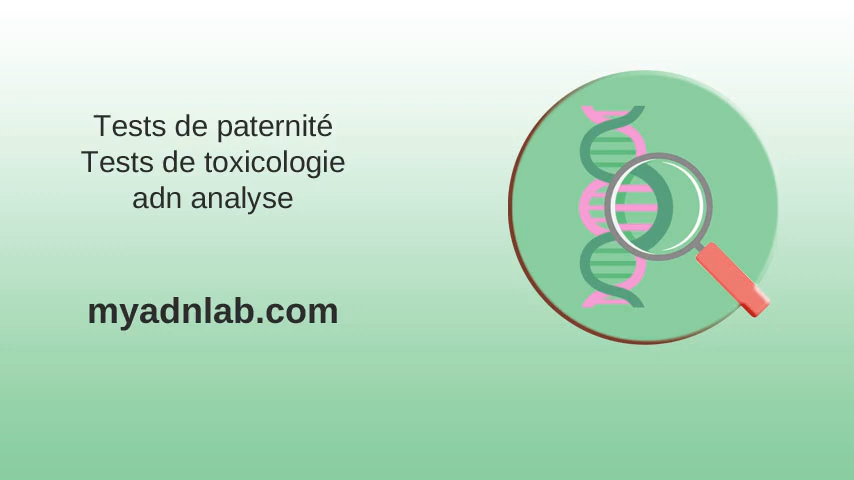 Tests de paternité
Tests de toxicologie
adn analyse
myadnlab.com